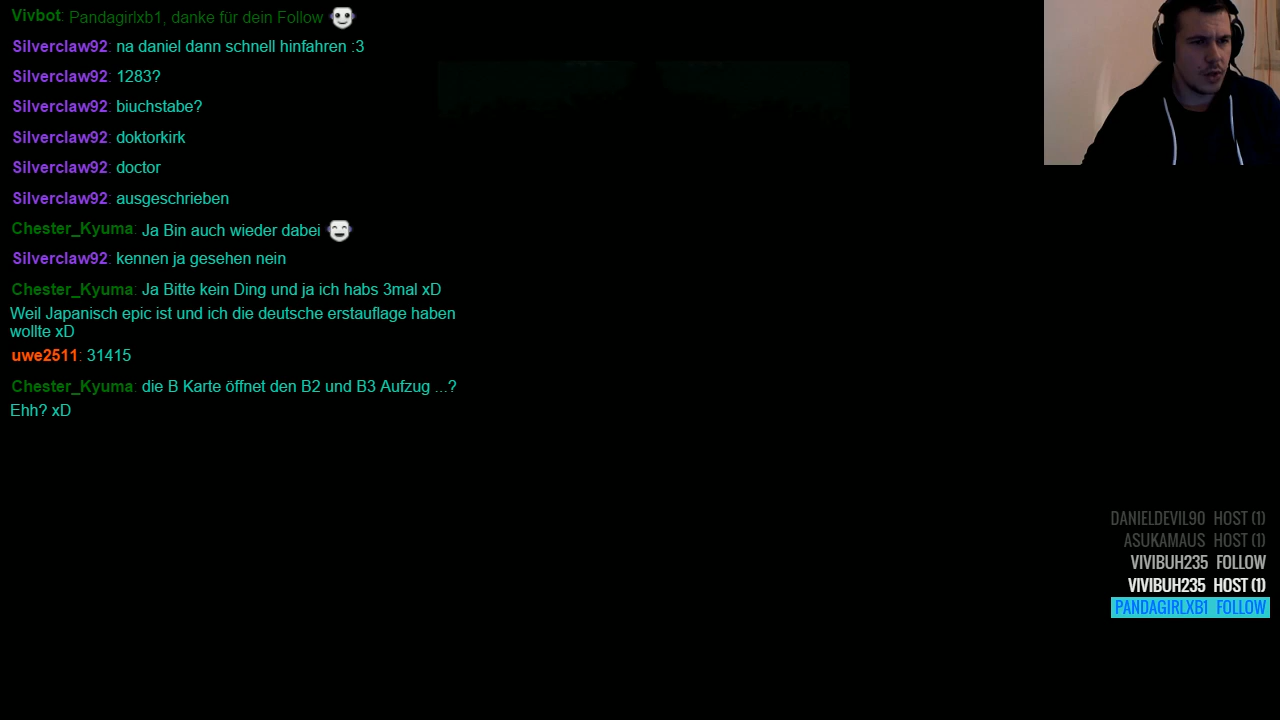 Vivbot: Pandagirlxb1, danke für dein Follow
Silverclaw92: na daniel dann schnell hinfahren :3
Silverclaw92: 1283?
Silverclaw92: biuchstabe?
Silverclaw92: doktorkirk
Silverclaw92: doctor
Silverclaw92: ausgeschrieben
Chester_Kyuma: Ja Bin auch wieder dabei
Silverclaw92: kennen ja gesehen nein
Chester_Kyuma: Ja Bitte kein Ding und ja ich habs 3mal xD
Weil Japanisch epic ist und ich die deutsche erstauflage haben
wollte xD
uwe2511: 31415
Chester_Kyuma: die B Karte öffnet den B2 und B3 Aufzug ...?
Ehh? xD
DANIELDEVIL90 HOST (1)
ASUKAMAUS HOST (1)
VIVIBUH235 FOLLOW
VIVIBUH235 HOST (1)
PANDAGIRLXB1 FOLLOW